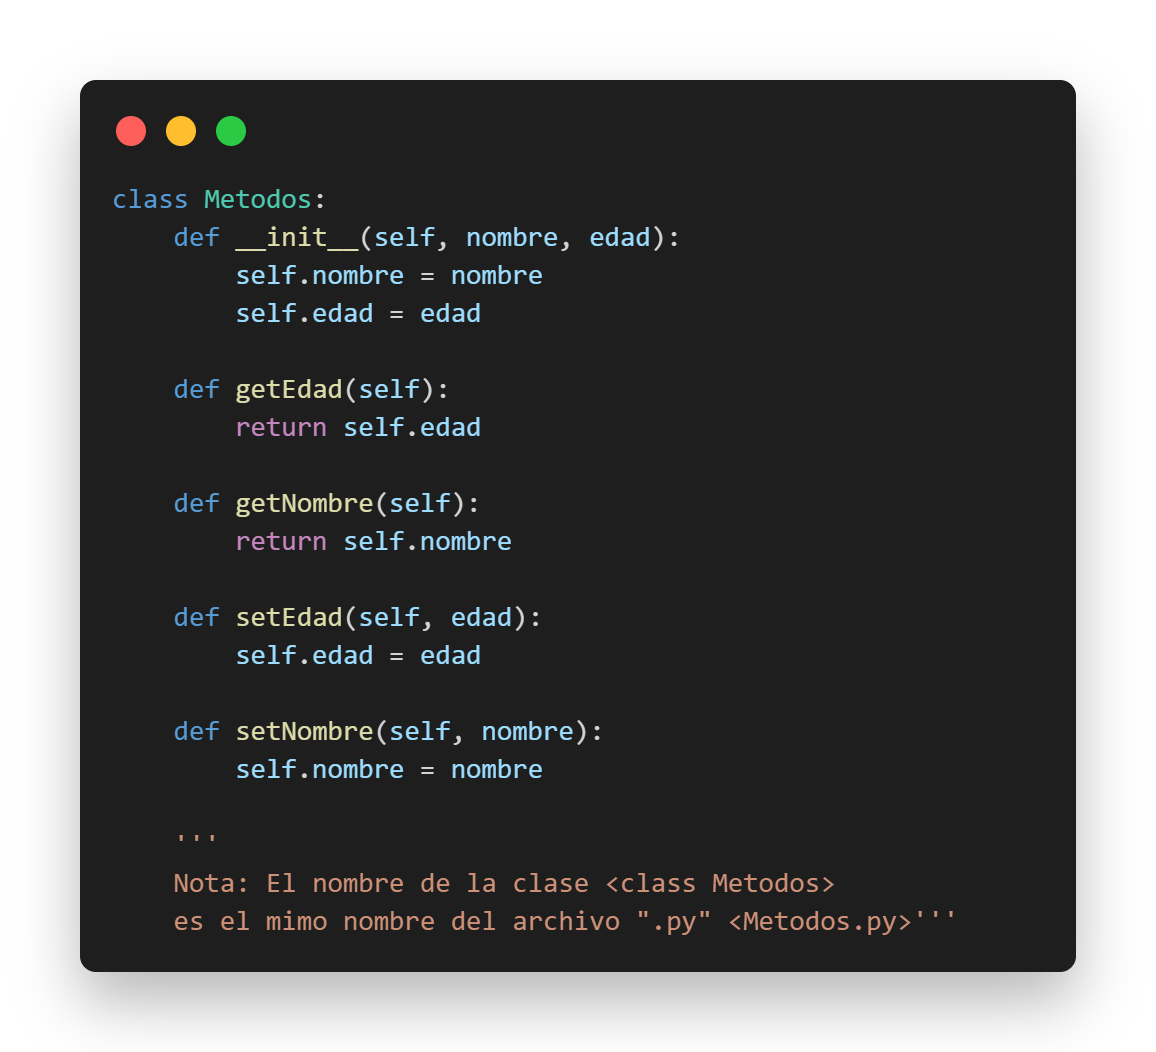 class Metodos:
    def __init__(self, nombre, edad):
        self.nombre = nombre
        self.edad = edad

    def getEdad(self):
        return self.edad

    def getNombre(self):
        return self.nombre

    def setEdad(self, edad):
        self.edad = edad

    def setNombre(self, nombre):
        self.nombre = nombre

    '''
    Nota: El nombre de la clase <class Metodos>
    es el mimo nombre del archivo ".py" <Metodos.py>'''